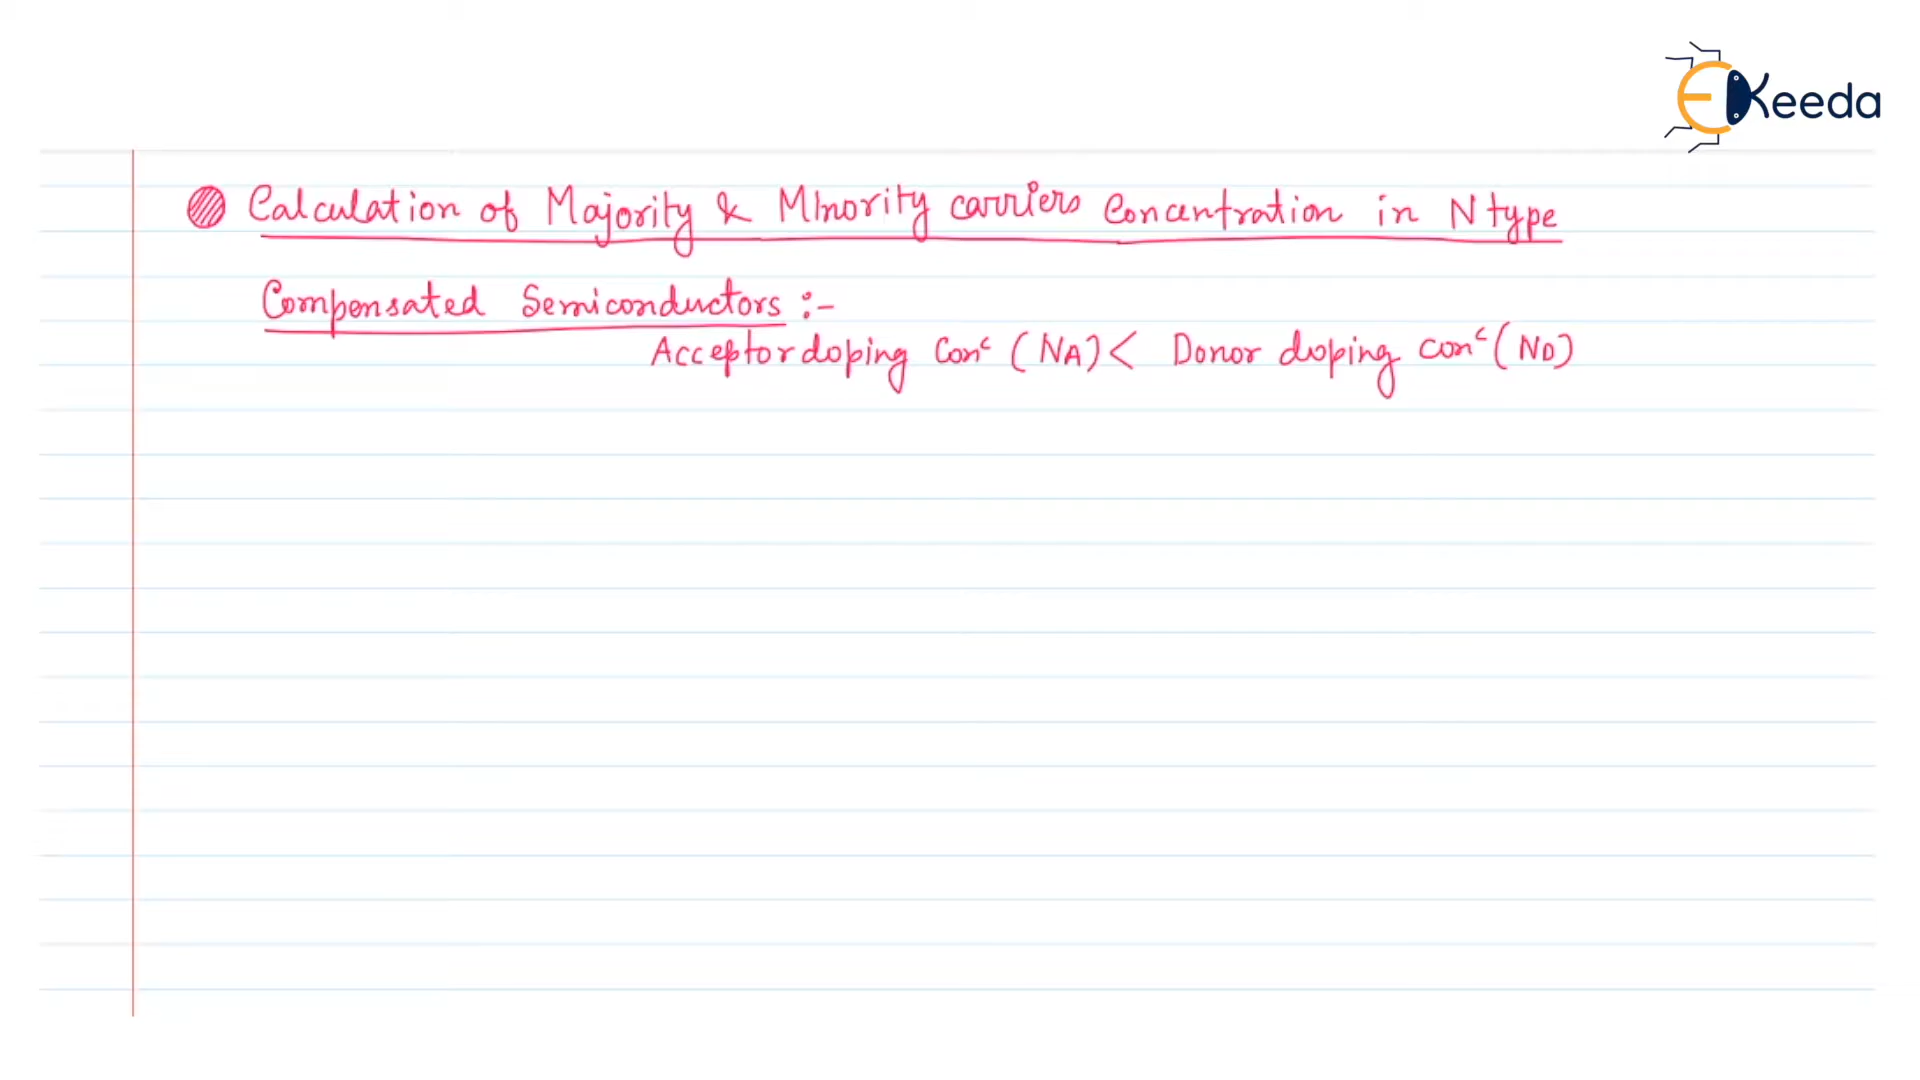 EKeeda
Calculation of Majority & MInority carriers Concentration in N type
Compensated Semiconductors :-
Acceptor doping Conc (NA) < Donor doping conc (ND)